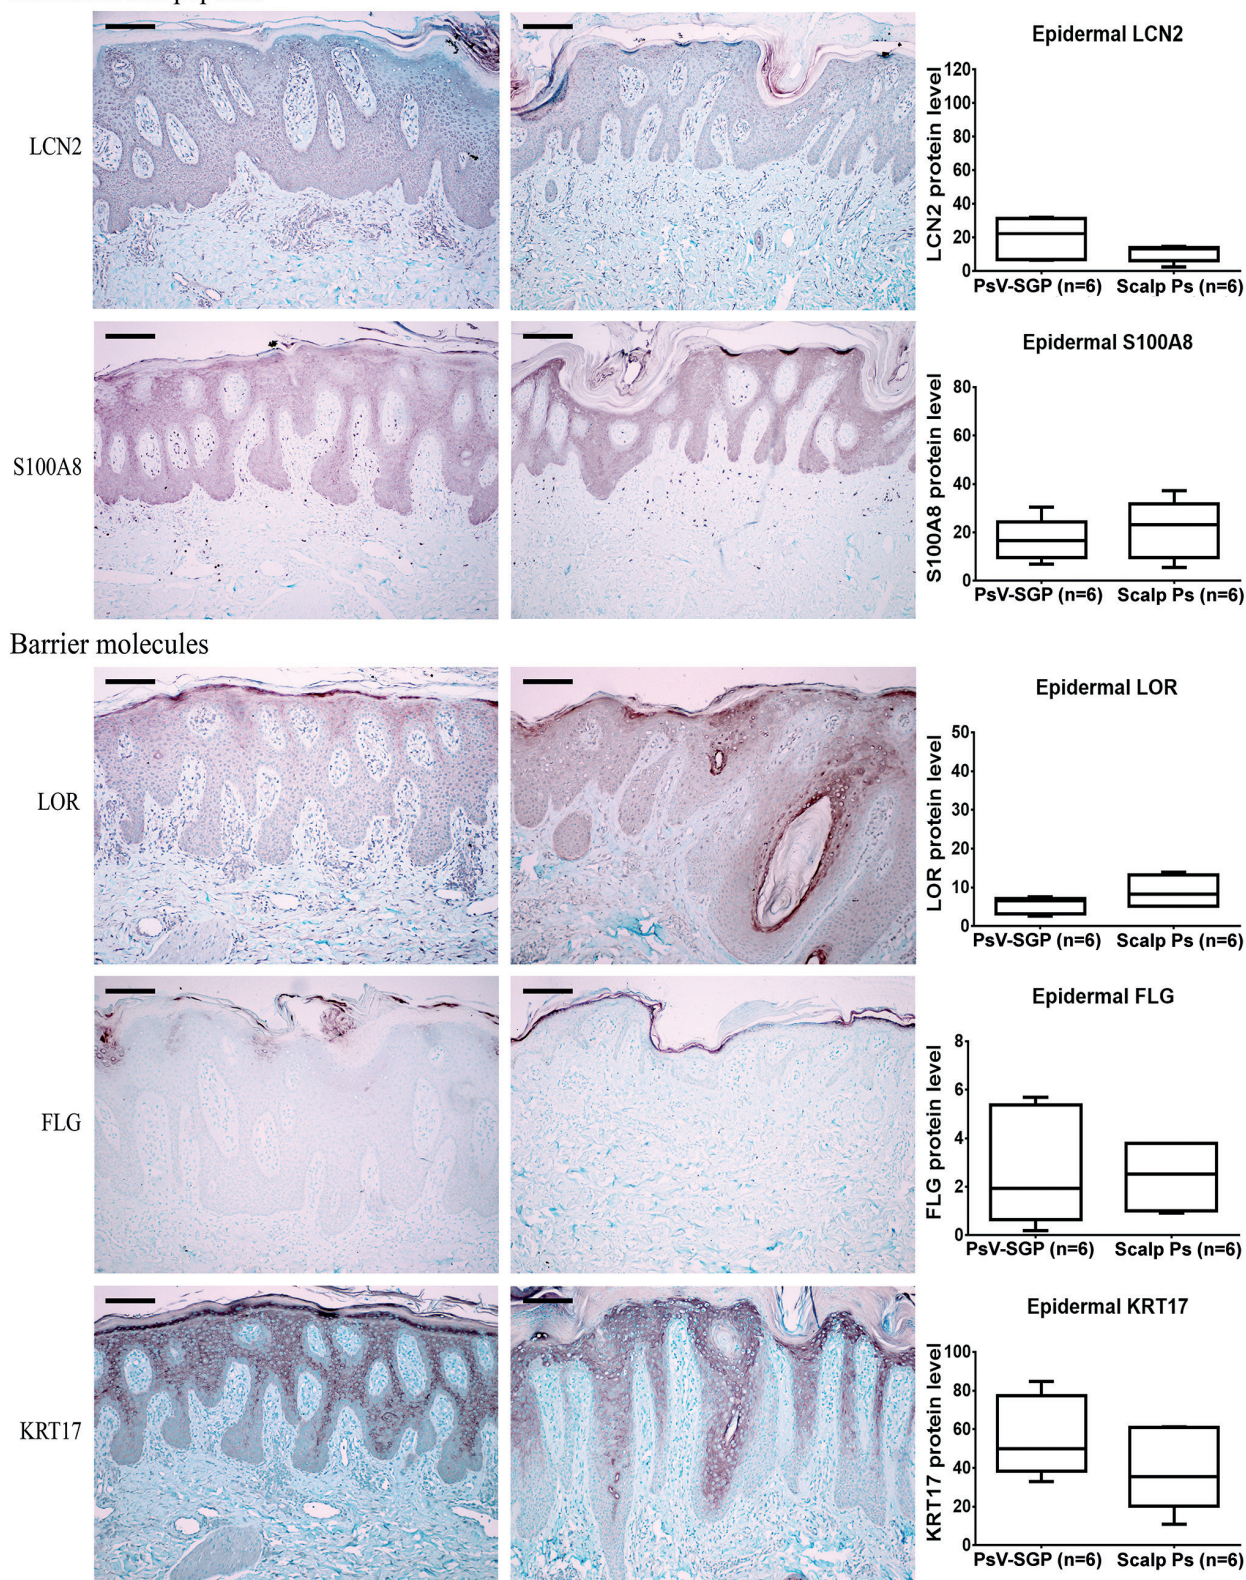 LCN2
Epidermal LCN2
LCN2 protein level
120
100
80
60
40
20
0
PsV-SGP (n=6) Scalp Ps (n=6)
S100A8
Epidermal S100A8
S100A8 protein level
80
60
40
20
0
PsV-SGP (n=6) Scalp Ps (n=6)
Barrier molecules
LOR
Epidermal LOR
LOR protein level
50
40
30
20
10
0
PsV-SGP (n=6) Scalp Ps (n=6)
FLG
Epidermal FLG
FLG protein level
8
6
4
2
0
PsV-SGP (n=6) Scalp Ps (n=6)
KRT17
Epidermal KRT17
KRT17 protein level
100
80
60
40
20
0
PsV-SGP (n=6) Scalp Ps (n=6)